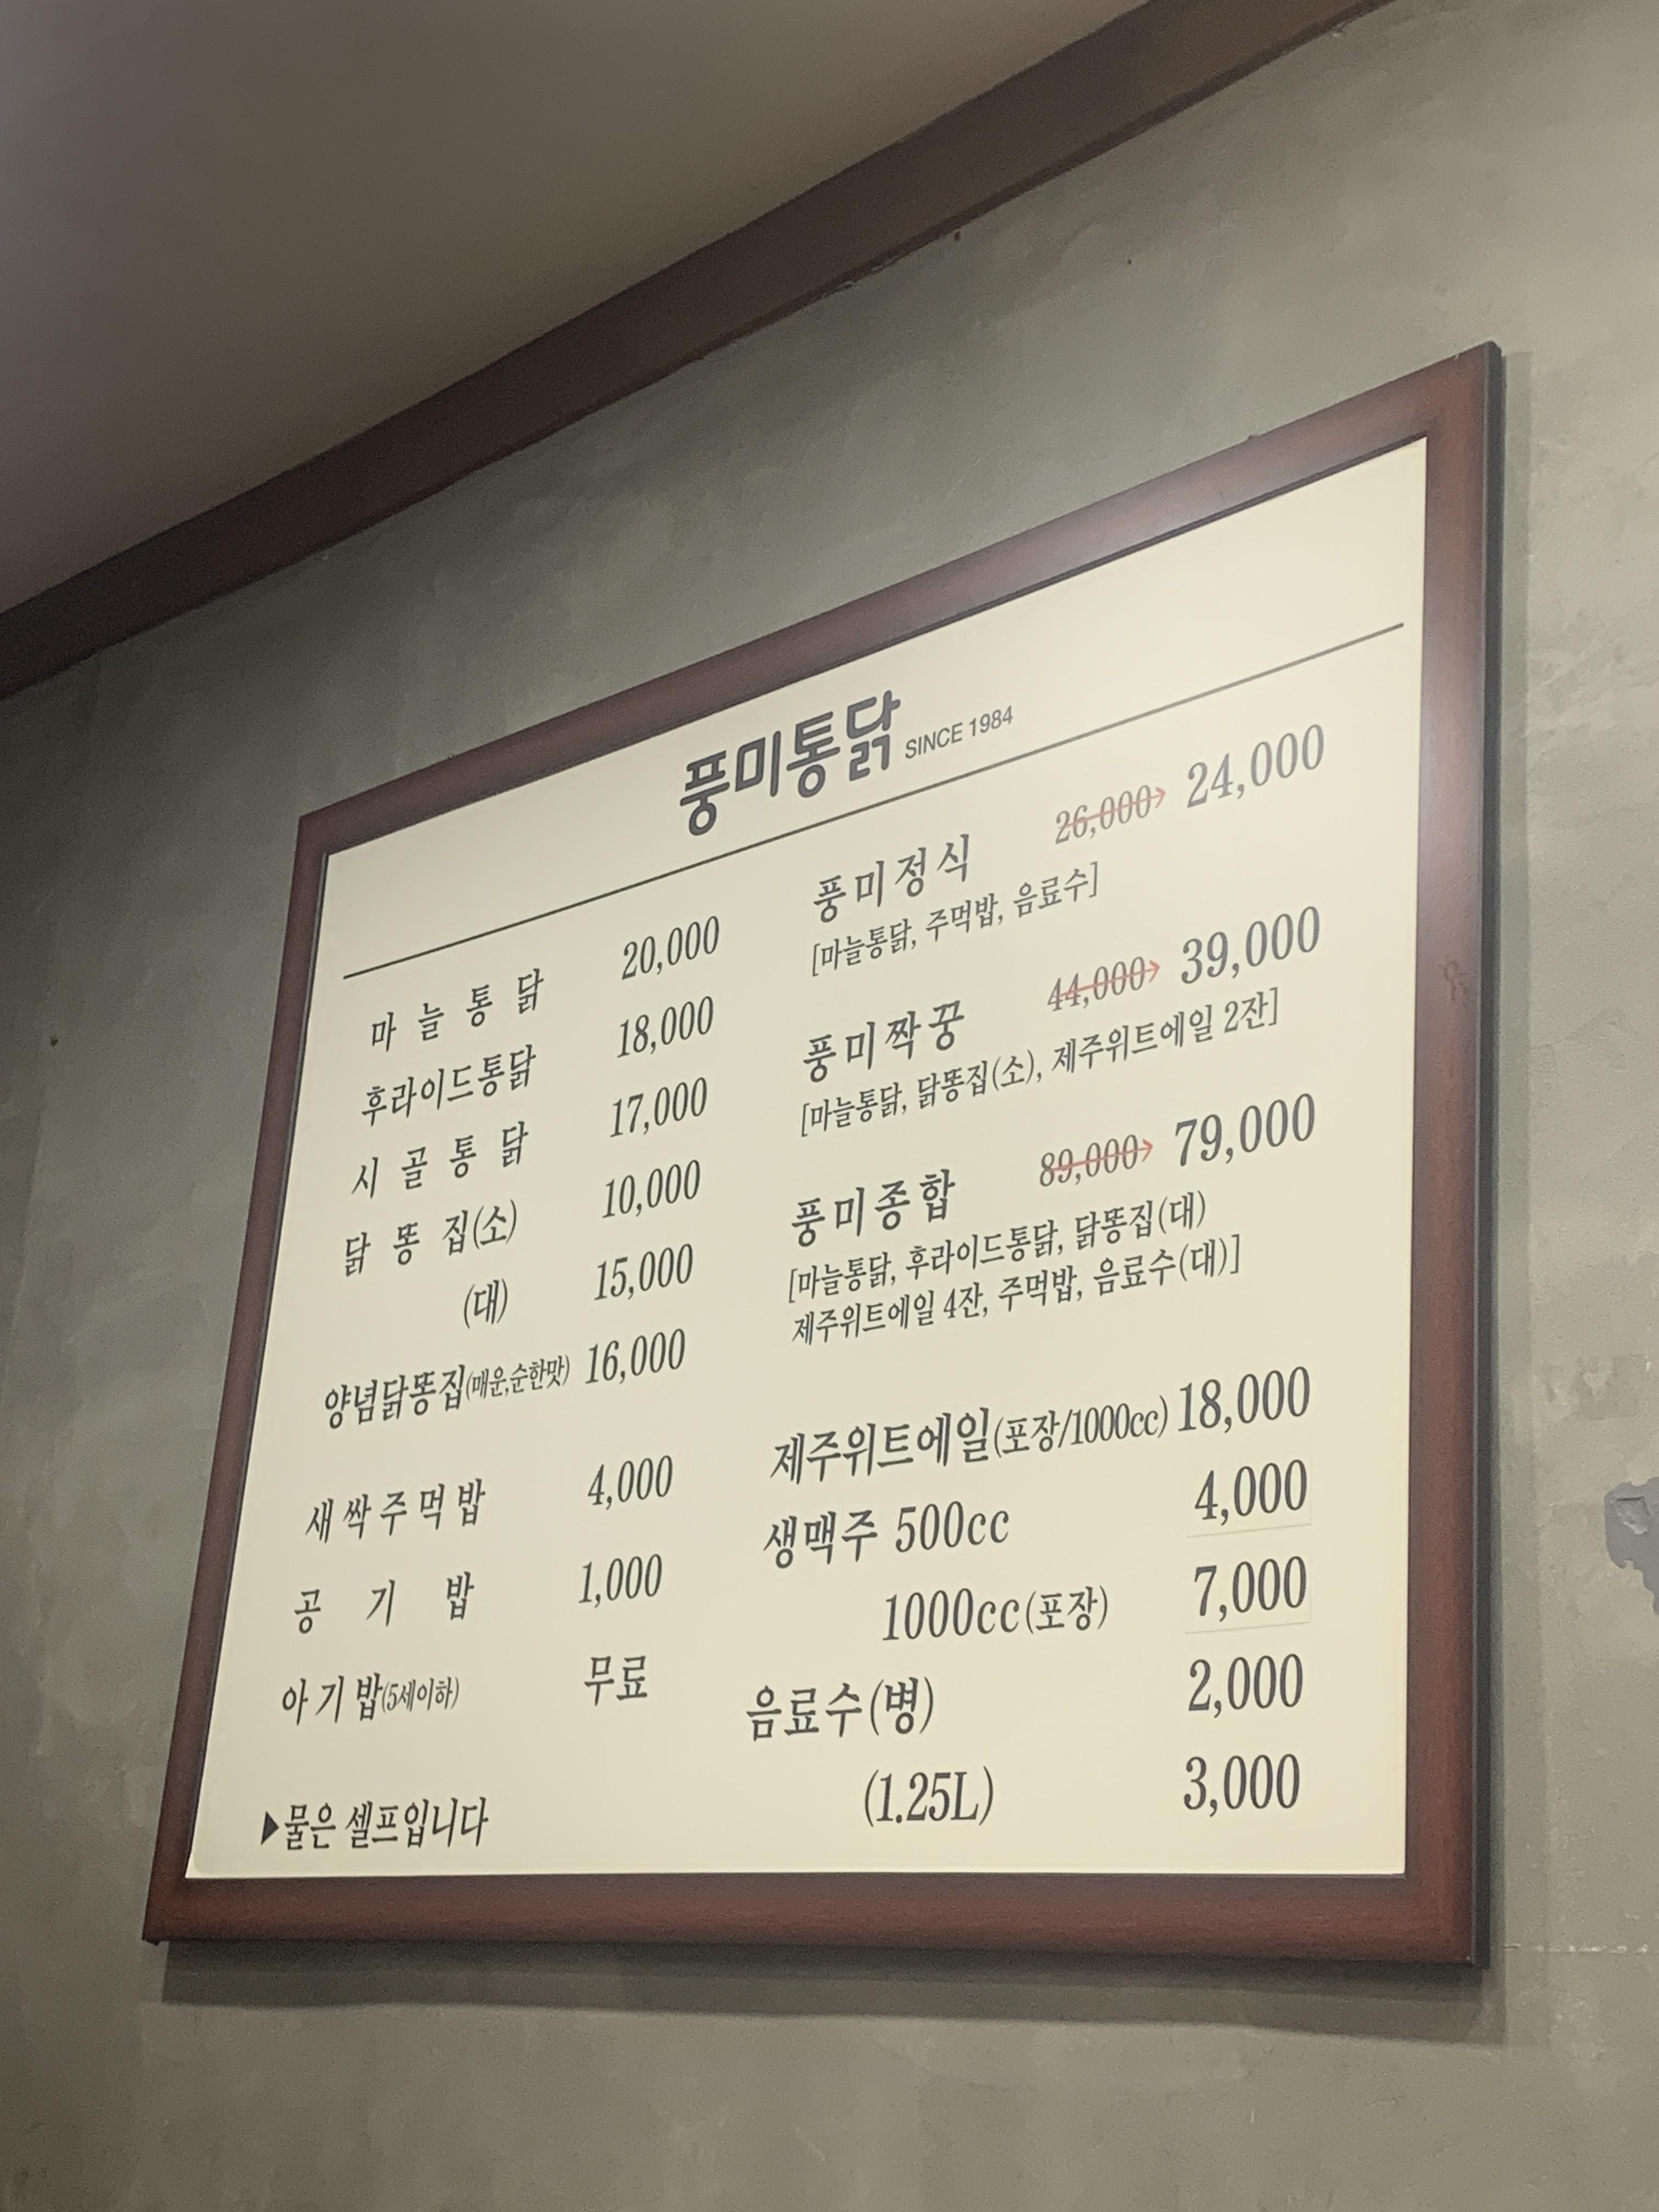 풍미통닭 SINCE 1984
마늘통닭 20,000
후라이드통닭 18,000
시골통닭 17,000
닭똥집(소) 10,000
(대) 15,000
양념닭똥집(매운,순한맛) 16,000
새싹주먹밥 4,000
공기밥 1,000
아기밥(5세이하) 무료
▶물은 셀프입니다
풍미정식 26,000→ 24,000
[마늘통닭, 주먹밥, 음료수]
풍미짝꿍 44,000→ 39,000
[마늘통닭, 닭똥집(소), 제주위트에일 2잔]
풍미종합 89,000→ 79,000
[마늘통닭, 후라이드통닭, 닭똥집(대)
제주위트에일 4잔, 주먹밥, 음료수(대)]
제주위트에일(포장/1000cc) 18,000
생맥주 500cc 4,000
1000cc(포장) 7,000
음료수(병) 2,000
(1.25L) 3,000